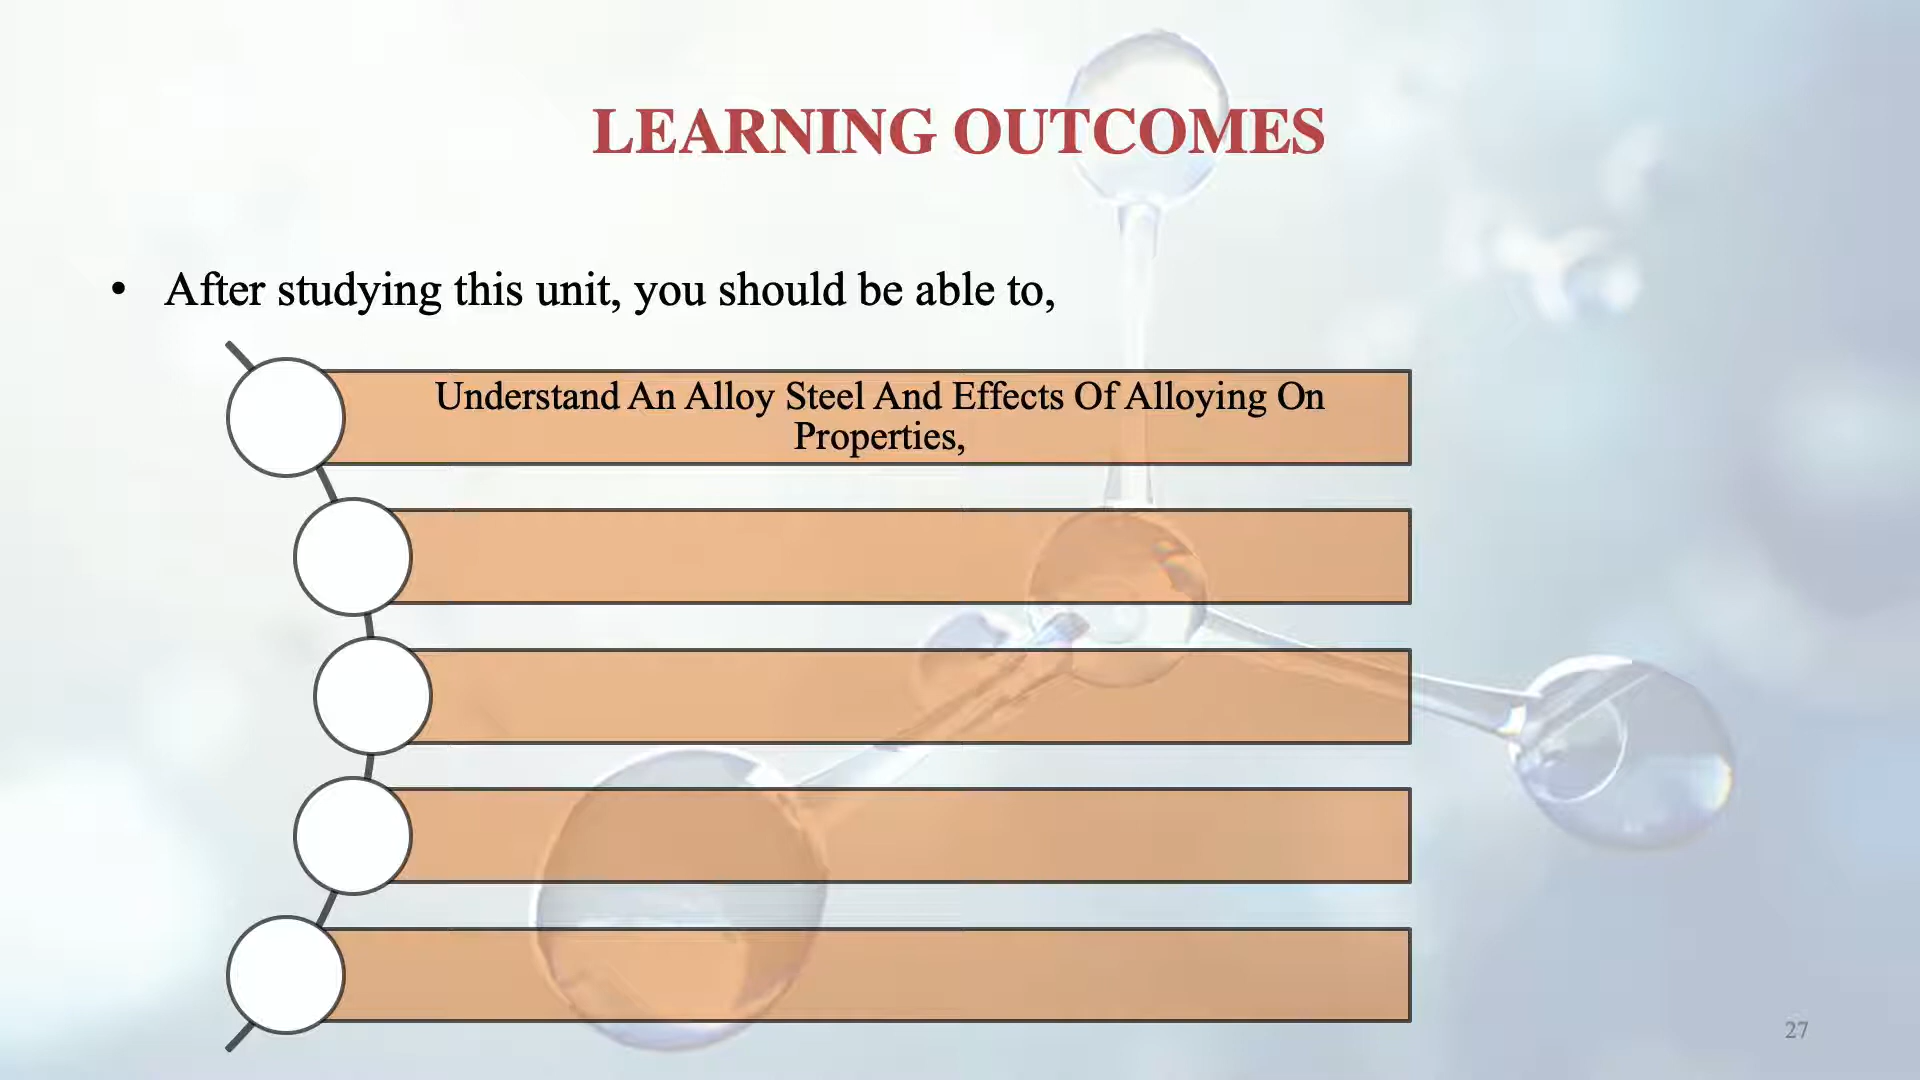 LEARNING OUTCOMES
• After studying this unit, you should be able to,
Understand An Alloy Steel And Effects Of Alloying On
Properties,
27